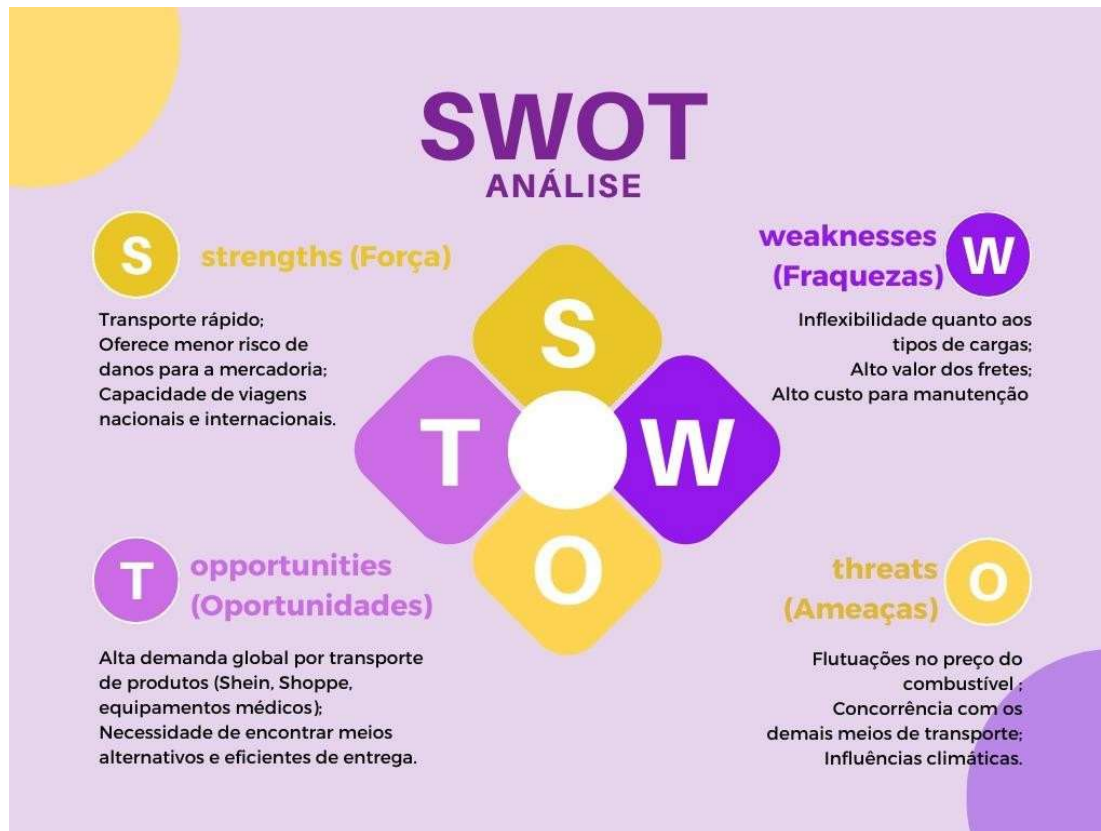 SWOT
ANÁLISE
S
strengths (Força)
Transporte rápido;
Oferece menor risco de
danos para a mercadoria;
Capacidade de viagens
nacionais e internacionais.
weaknesses
(Fraquezas)
W
Inflexibilidade quanto aos
tipos de cargas;
Alto valor dos fretes;
Alto custo para manutenção
S
T
W
O
T
opportunities
(Oportunidades)
Alta demanda global por transporte
de produtos (Shein, Shoppe,
equipamentos médicos);
Necessidade de encontrar meios
alternativos e eficientes de entrega.
threats
(Ameaças)
O
Flutuações no preço do
combustível ;
Concorrência com os
demais meios de transporte;
Influências climáticas.